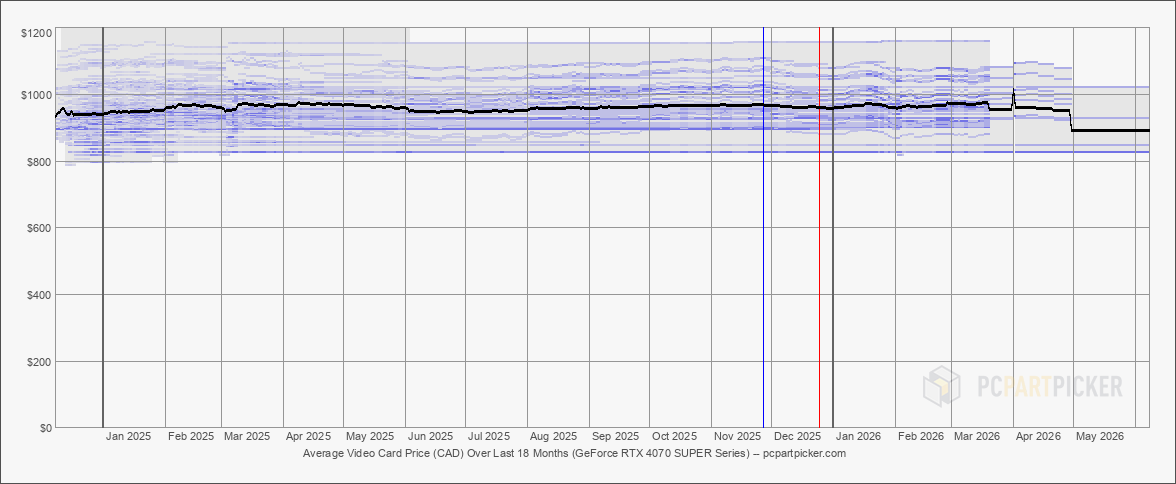 $1200
$1000
$800
$600
$400
$200
$0
Jan 2025 Feb 2025 Mar 2025 Apr 2025 May 2025 Jun 2025 Jul 2025 Aug 2025 Sep 2025 Oct 2025 Nov 2025 Dec 2025 Jan 2026 Feb 2026 Mar 2026 Apr 2026 May 2026
Average Video Card Price (CAD) Over Last 18 Months (GeForce RTX 4070 SUPER Series) -- pcpartpicker.com
PCPARTPICKER